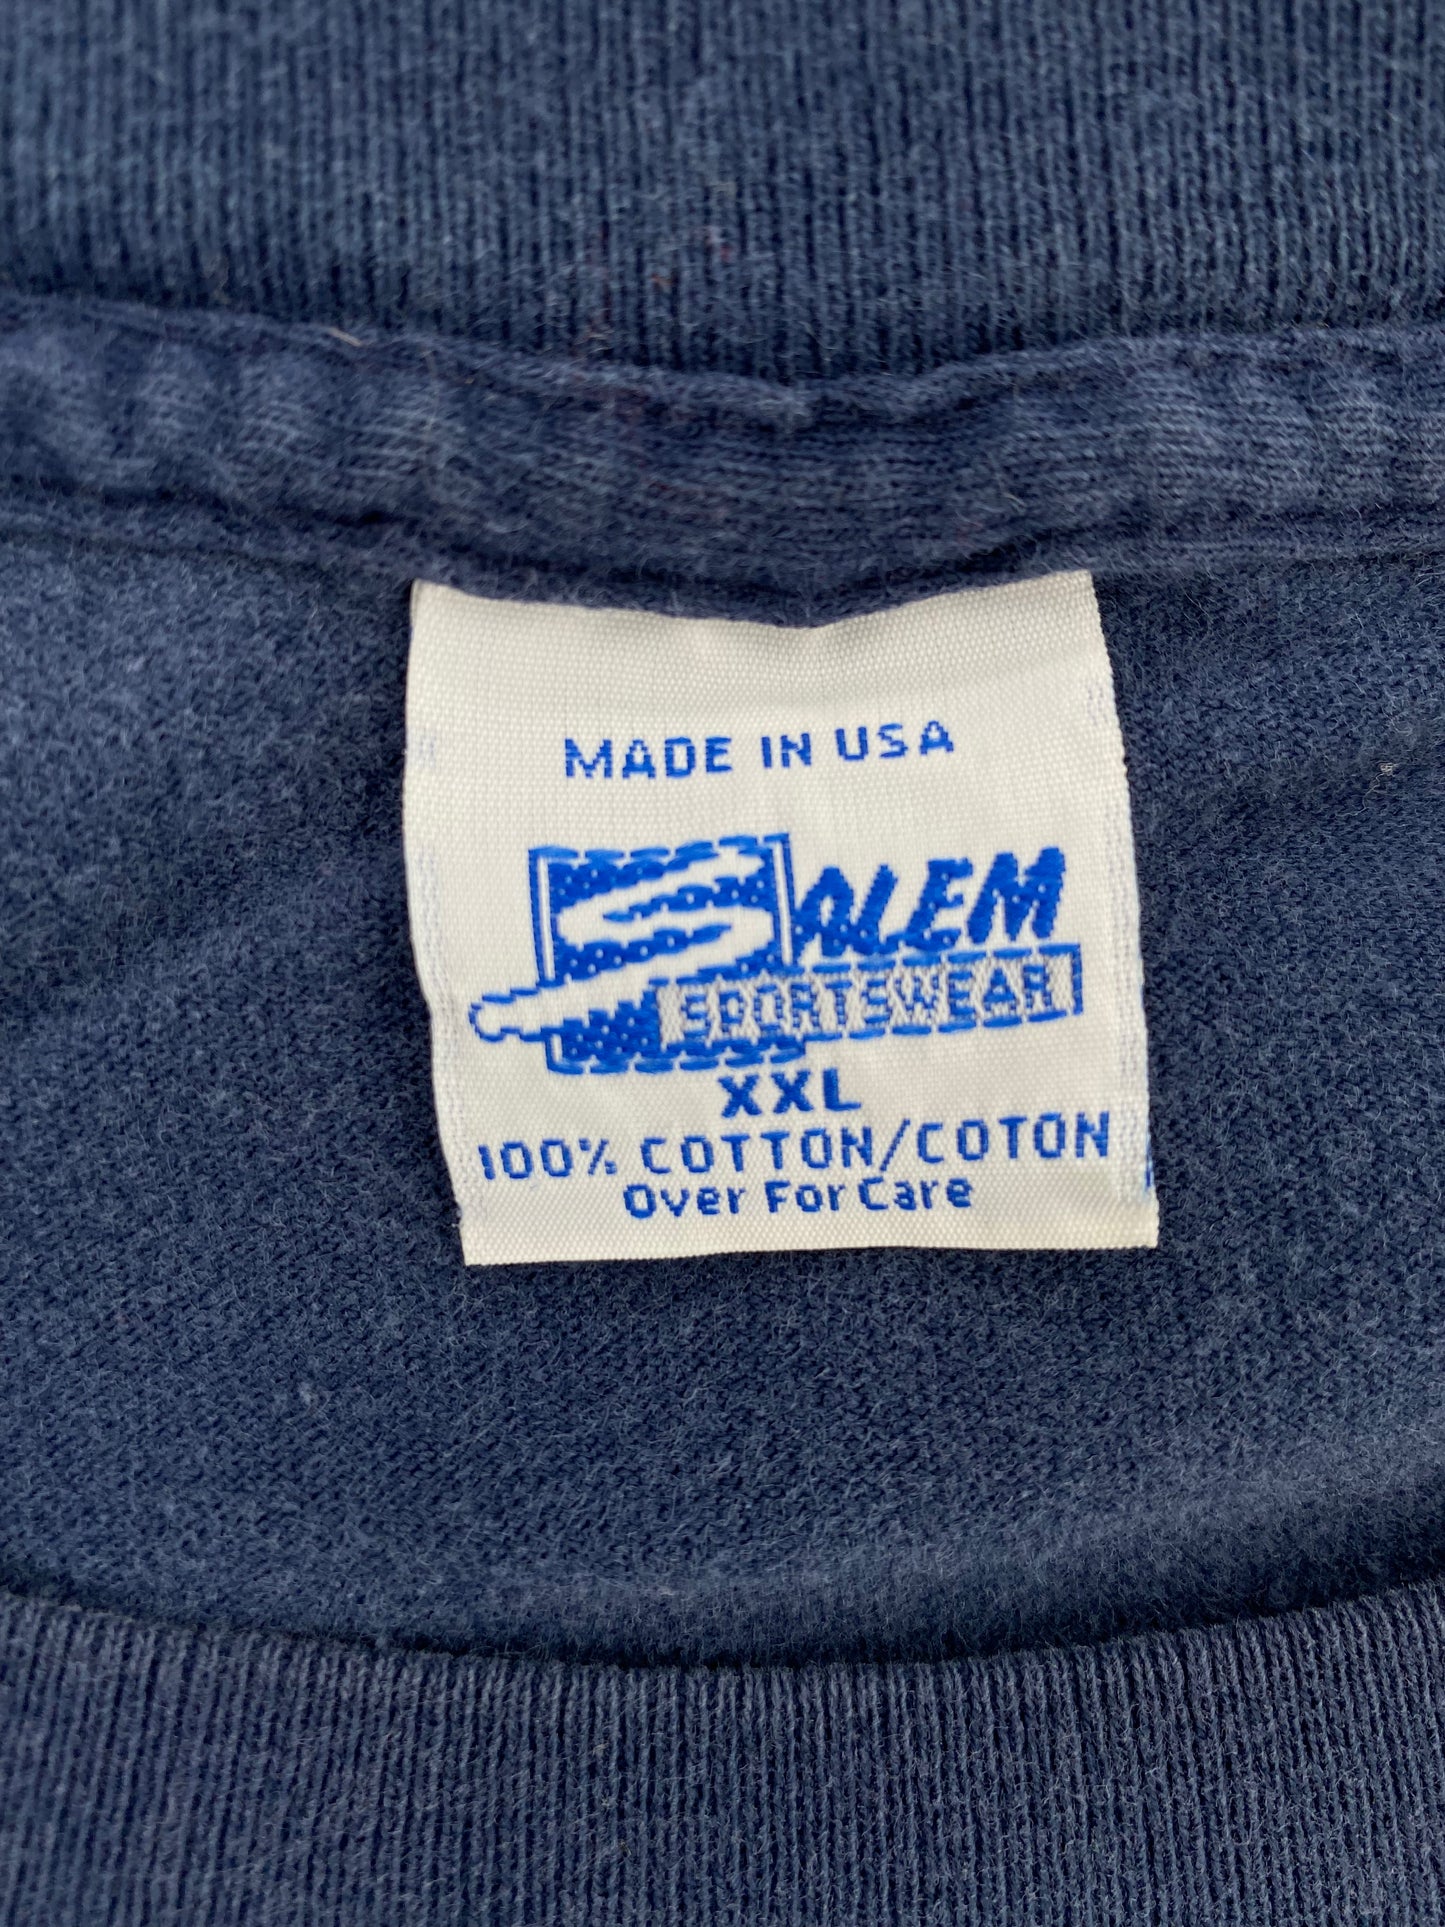 MADE IN USA
SALEM
SPORTSWEAR
XXL
100% COTTON/COTON
Over For Care